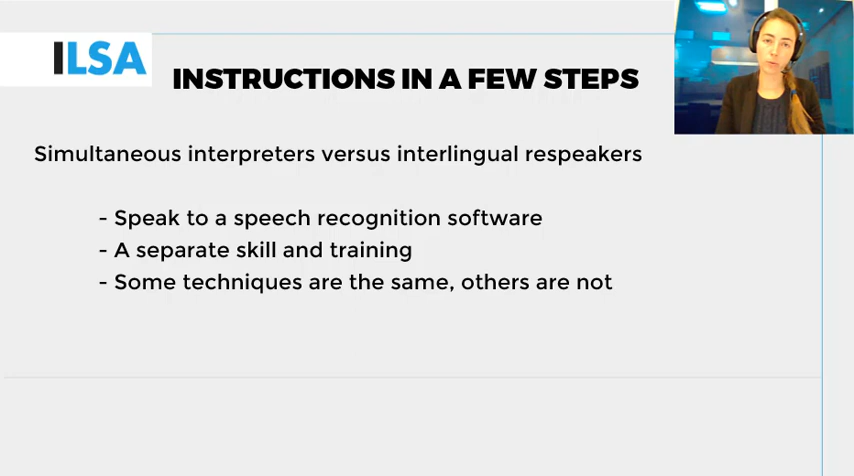 ILSA
INSTRUCTIONS IN A FEW STEPS
Simultaneous interpreters versus interlingual respeakers
- Speak to a speech recognition software
- A separate skill and training
- Some techniques are the same, others are not